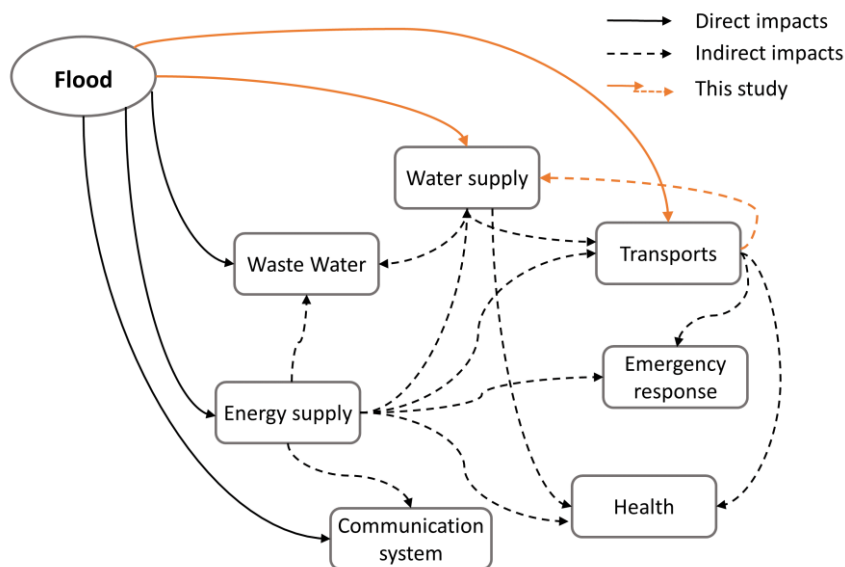 Direct impacts
Indirect impacts
This study
Flood
Water supply
Waste Water
Transports
Emergency
response
Energy supply
Health
Communication
system